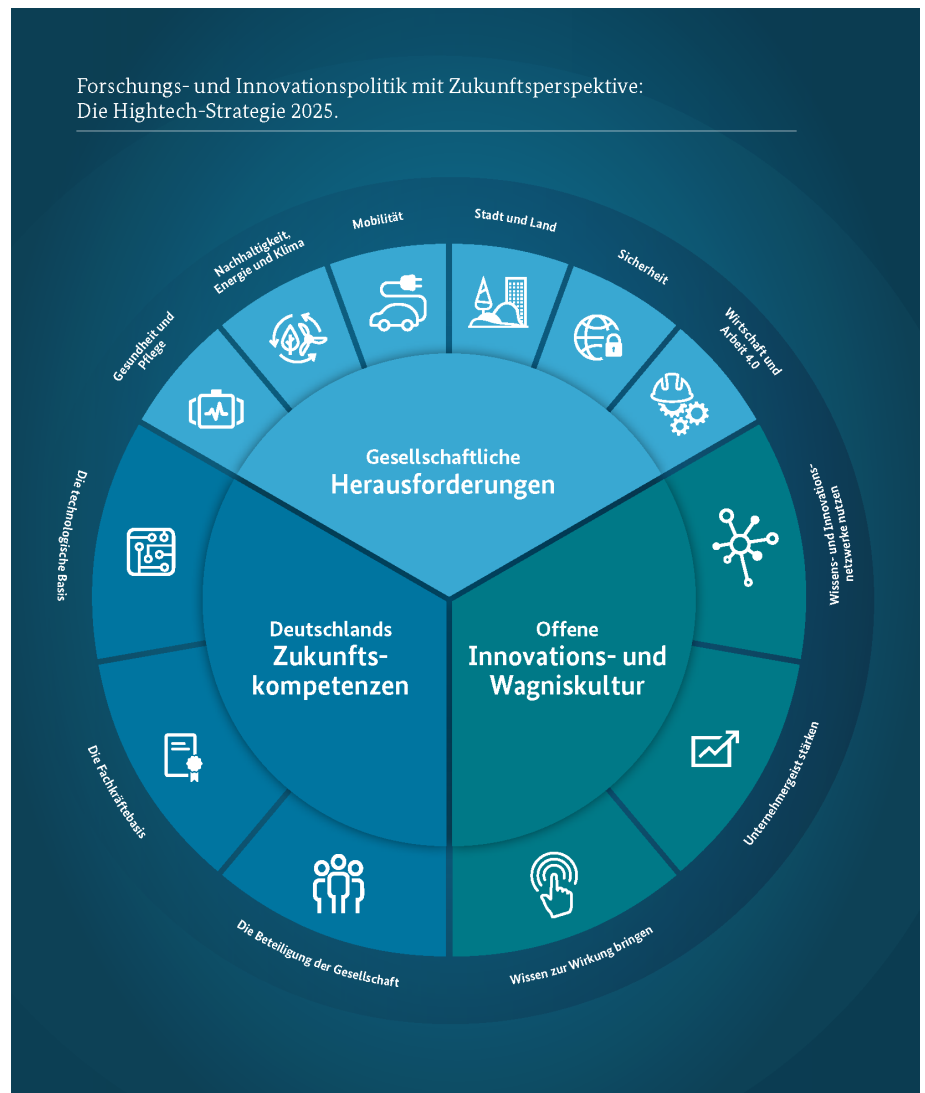 Forschungs- und Innovationspolitik mit Zukunftsperspektive:
Die Hightech-Strategie 2025.
Gesundheit und
Pflege
Nachhaltigkeit,
Energie und Klima
Mobilität
Stadt und Land
Sicherheit
Wirtschaft und
Arbeit 4.0
Gesellschaftliche
Herausforderungen
Die technologische Basis
Die Fachkräftebasis
Die Beteiligung der Gesellschaft
Deutschlands
Zukunfts-
kompetenzen
Offene
Innovations- und
Wagniskultur
Wissens- und Innovations-
netzwerke nutzen
Unternehmergeist stärken
Wissen zur Wirkung bringen